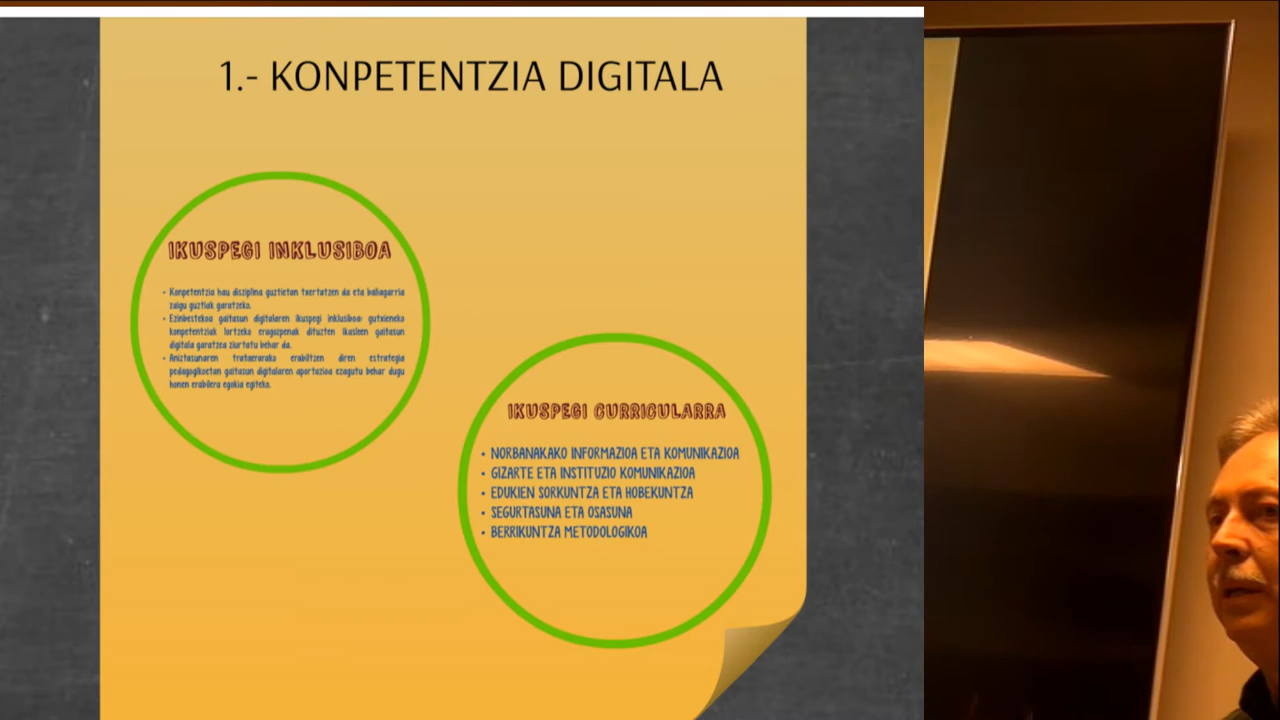 1.- KONPETENTZIA DIGITALA
IKUSPEGI INKLUSIBOA
• Konpetentzia hau disziplina guztietan txertatzen da eta baliagarria
zaigu guztiak garatzeko.
• Ezinbestekoa gaitasun digitalaren ikuspegi inklusiboa: gutxieneko
konpetentziak lortzeko eragozpenak dituzten ikasleen gaitasun
digitala garatzea ziurtatu behar da.
• Aniztasunaren trataerarako erabiltzen diren estrategia
pedagogikoetan gaitasun digitalaren aportazioa ezagutu behar dugu
honen erabilera egokia egiteko.
IKUSPEGI CURRICULARRA
• NORBANAKAKO INFORMAZIOA ETA KOMUNIKAZIOA
• GIZARTE ETA INSTITUZIO KOMUNIKAZIOA
• EDUKIEN SORKUNTZA ETA HOBEKUNTZA
• SEGURTASUNA ETA OSASUNA
• BERRIKUNTZA METODOLOGIKOA